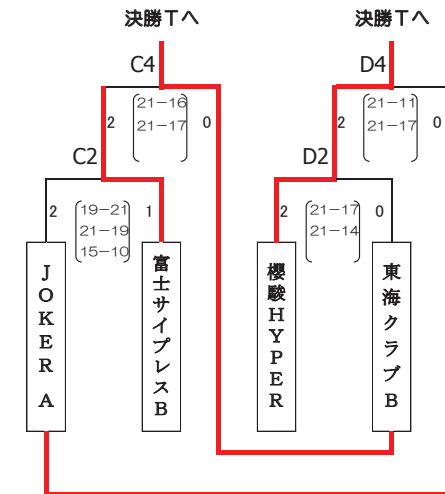 決勝Tへ 決勝Tへ
C4 D4
2 21-16 0 2 21-11 0
21-17 21-17
C2 D2
2 19-21 1 2 21-17 0
21-19 21-14
15-10
JOKER A
富士サイプレスB
櫻駿HYPER
東海クラブB